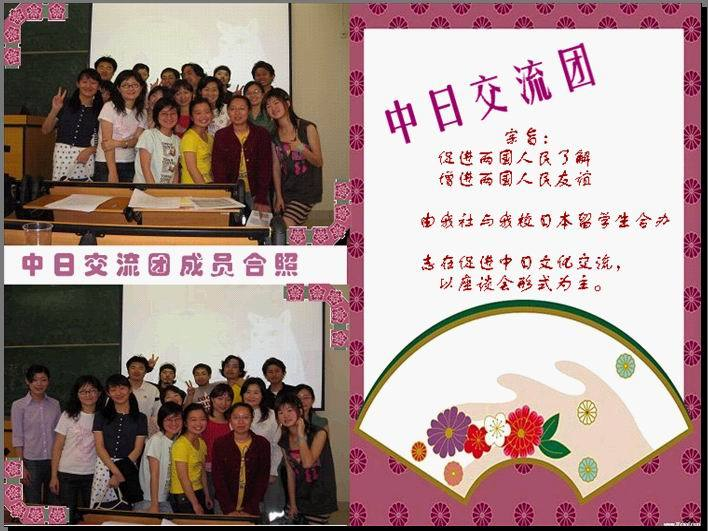 中日交流团成员合照
中日交流团
宗旨：
促进两国人民了解
增进两国人民友谊
由我社与我校日本留学生合办
志在促进中日文化交流，
以座谈会形式为主。